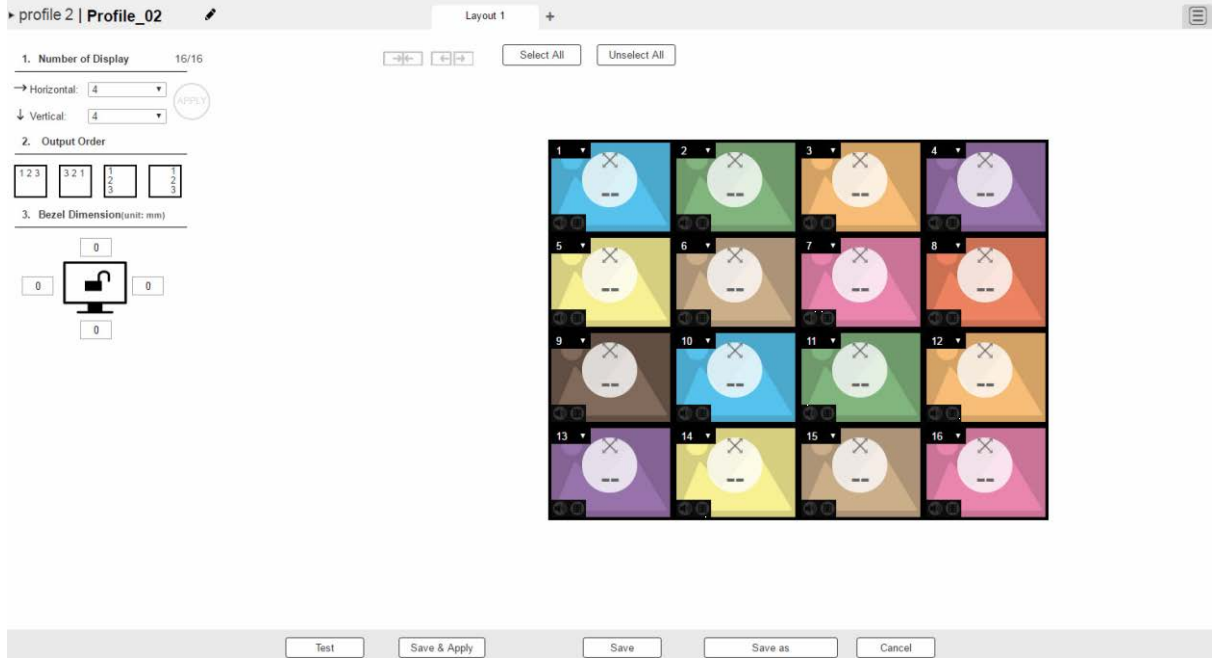 ▸ profile 2 | Profile_02
Layout 1 +
1. Number of Display 16/16
Select All Unselect All
→ Horizontal: 4 ▼
APPLY
↓ Vertical: 4 ▼
2. Output Order
1 2 3
3 2 1
1
2
3
1
2
3
3. Bezel Dimension(unit: mm)
0
0 0
0
1 ▼ 2 ▼ 3 ▼ 4 ▼
-- -- -- --
5 ▼ 6 ▼ 7 ▼ 8 ▼
-- -- -- --
9 ▼ 10 ▼ 11 ▼ 12 ▼
-- -- -- --
13 ▼ 14 ▼ 15 ▼ 16 ▼
-- -- -- --
Test Save & Apply Save Save as Cancel